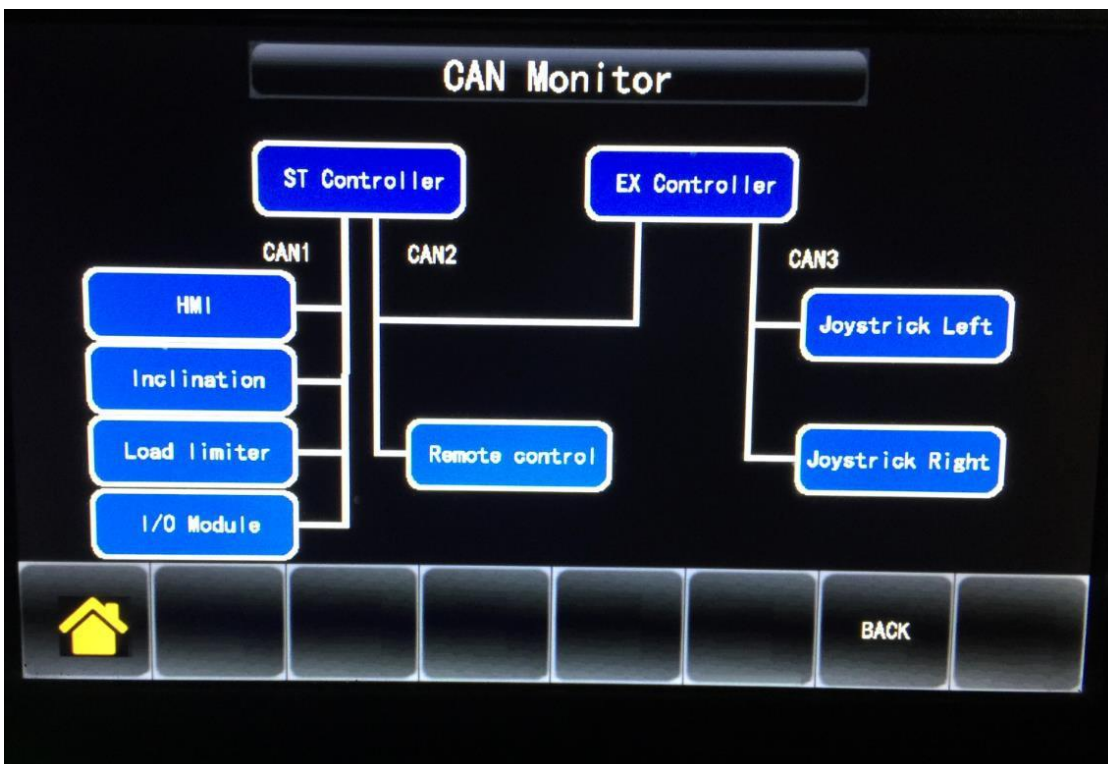 CAN Monitor
ST Controller
EX Controller
CAN1
CAN2
CAN3
HMI
Joystrick Left
Inclination
Load limiter
Remote control
Joystrick Right
I/O Module
BACK